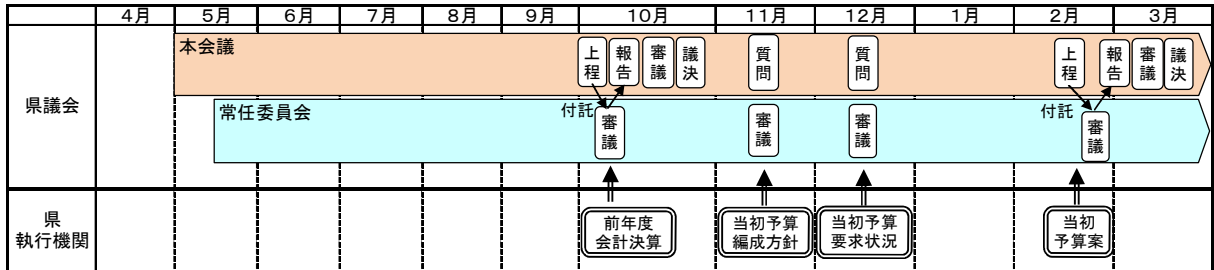 4月 5月 6月 7月 8月 9月 10月 11月 12月 1月 2月 3月
県議会
本会議
上程 報告 審議 議決 質問 質問 上程 報告 審議 議決
常任委員会
付託 付託
審議 審議 審議 審議
県
執行機関
前年度
会計決算
当初予算
編成方針
当初予算
要求状況
当初
予算案